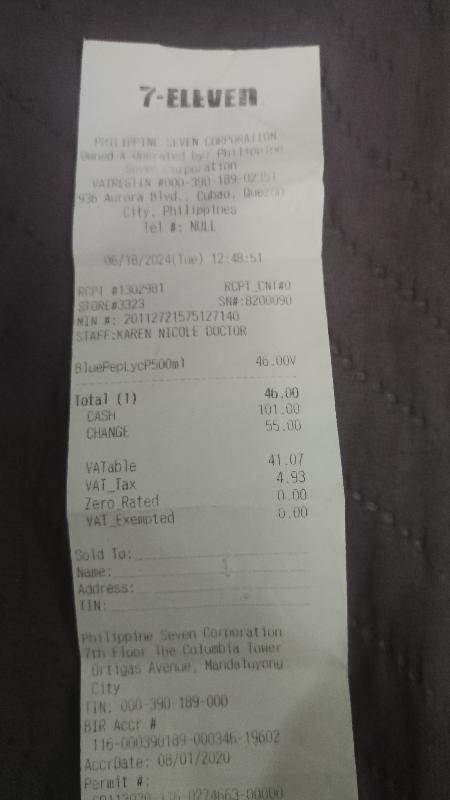 7-ELEVEN
PHILIPPINE SEVEN CORPORATION
Owned & Operated by: Philippine
Seven Corporation
VATREGTIN #000-390-189-02351
936 Aurora Blvd., Cubao, Quezon
City, Philippines
Tel #: NULL
06/18/2024(Tue) 12:48:51
RCPT #1302981 RCPT_CNT#0
STORE#3323 SN#:8200090
MIN #: 20112721575127140
STAFF:KAREN NICOLE DOCTOR
BluePepLycP500ml 46.00V
Total (1) 46.00
CASH 101.00
CHANGE 55.00
VATable 41.07
VAT_Tax 4.93
Zero_Rated 0.00
VAT_Exempted 0.00
Sold To:
Name:
Address:
TIN:
Philippine Seven Corporation
7th Floor The Columbia Tower
Ortigas Avenue, Mandaluyong
City
TIN: 000-390-189-000
BIR Accr #
116-000390189-000346-19602
AccrDate: 08/01/2020
Permit #: